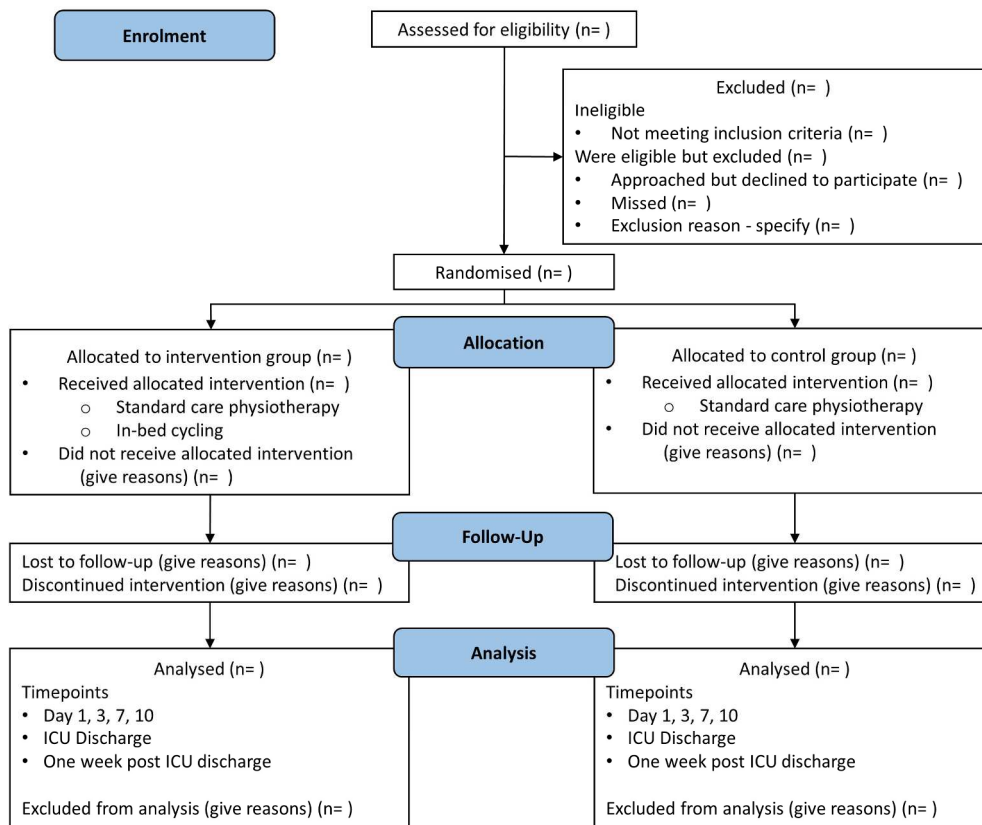 Enrolment
Assessed for eligibility (n= )
Excluded (n= )
Ineligible
• Not meeting inclusion criteria (n= )
Were eligible but excluded (n= )
• Approached but declined to participate (n= )
• Missed (n= )
• Exclusion reason - specify (n= )
Randomised (n= )
Allocation
Allocated to intervention group (n= )
• Received allocated intervention (n= )
o Standard care physiotherapy
o In-bed cycling
• Did not receive allocated intervention
(give reasons) (n= )
Allocated to control group (n= )
• Received allocated intervention (n= )
o Standard care physiotherapy
• Did not receive allocated intervention
(give reasons) (n= )
Follow-Up
Lost to follow-up (give reasons) (n= )
Discontinued intervention (give reasons) (n= )
Lost to follow-up (give reasons) (n= )
Discontinued intervention (give reasons) (n= )
Analysis
Analysed (n= )
Timepoints
• Day 1, 3, 7, 10
• ICU Discharge
• One week post ICU discharge
Excluded from analysis (give reasons) (n= )
Analysed (n= )
Timepoints
• Day 1, 3, 7, 10
• ICU Discharge
• One week post ICU discharge
Excluded from analysis (give reasons) (n= )